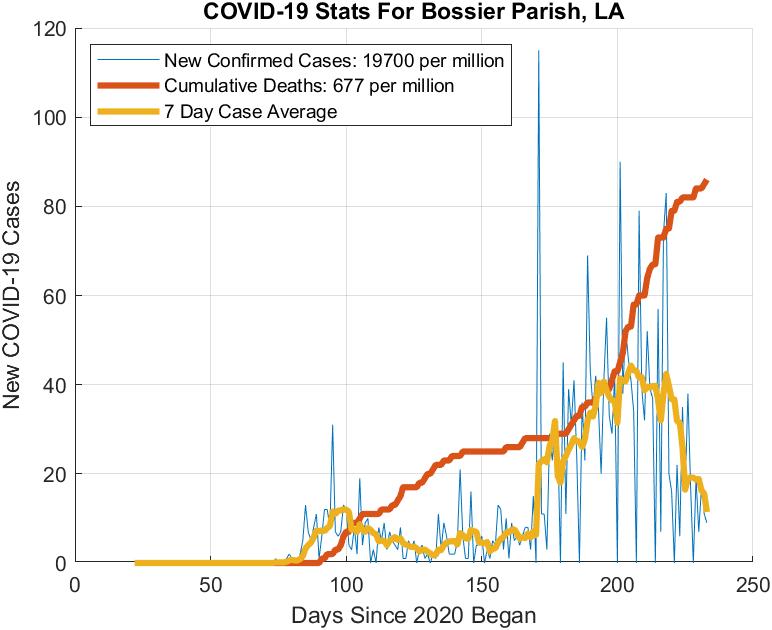 COVID-19 Stats For Bossier Parish, LA
New Confirmed Cases: 19700 per million
Cumulative Deaths: 677 per million
7 Day Case Average
New COVID-19 Cases
120
100
80
60
40
20
0
0 50 100 150 200 250
Days Since 2020 Began